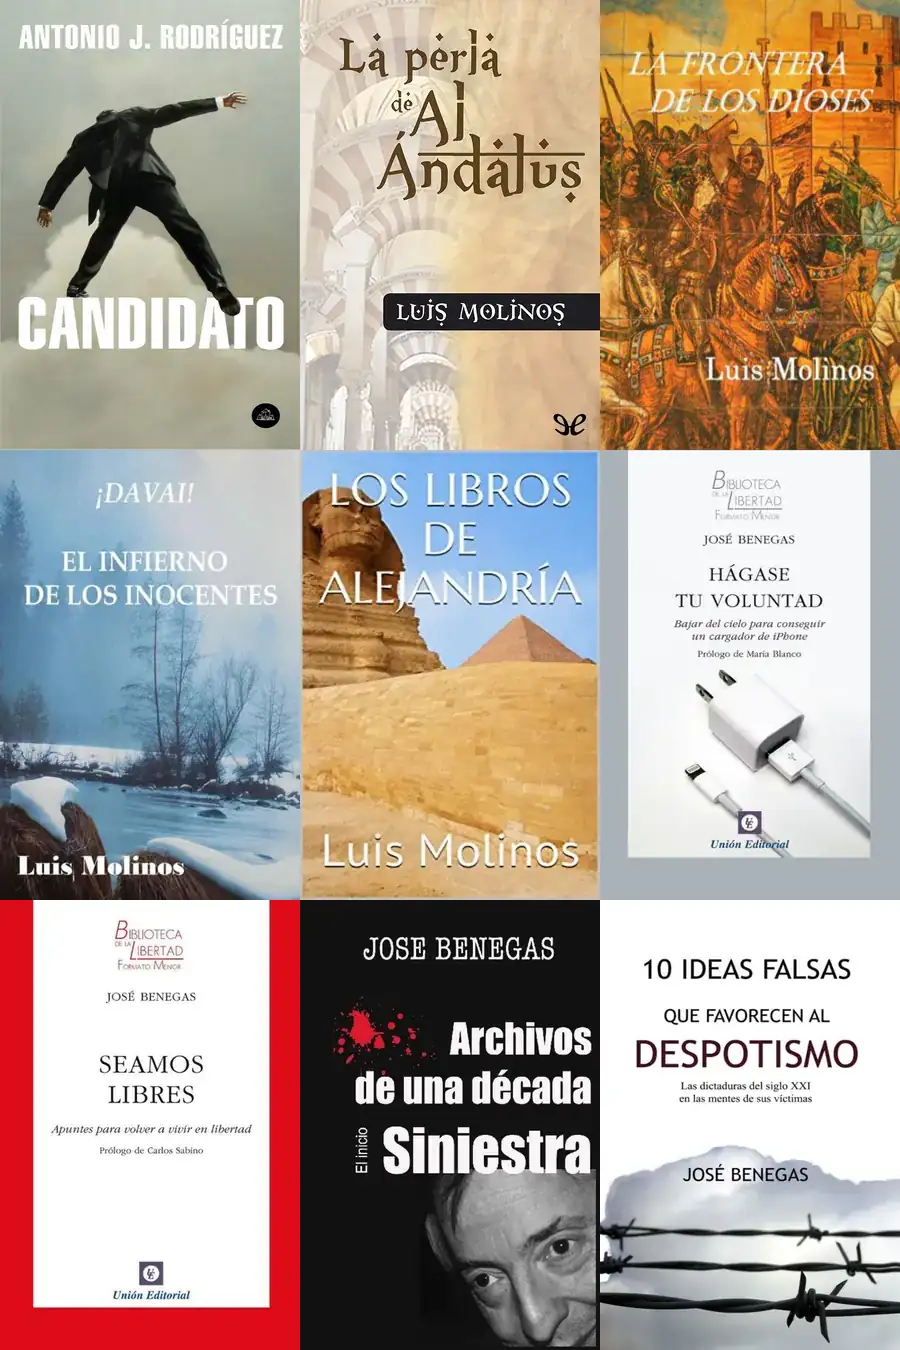 ANTONIO J. RODRÍGUEZ
CANDIDATO
La perla
de Al
Ándalus
LUIS MOLINOS
LA FRONTERA
DE LOS DIOSES
Luis Molinos
¡DAVAI!
EL INFIERNO
DE LOS INOCENTES
Luis Molinos
LOS LIBROS
DE
ALEJANDRÍA
Luis Molinos
BIBLIOTECA
DE LA
LIBERTAD
FORMATO MENOR
JOSÉ BENEGAS
HÁGASE
TU VOLUNTAD
Bajar del cielo para conseguir
un cargador de iPhone
Prólogo de María Blanco
Unión Editorial
BIBLIOTECA
DE LA
LIBERTAD
FORMATO MENOR
JOSÉ BENEGAS
SEAMOS
LIBRES
Apuntes para volver a vivir en libertad
Prólogo de Carlos Sabino
Unión Editorial
JOSE BENEGAS
Archivos
de una década
El inicio
Siniestra
10 IDEAS FALSAS
QUE FAVORECEN AL
DESPOTISMO
Las dictaduras del siglo XXI
en las mentes de sus víctimas
JOSÉ BENEGAS